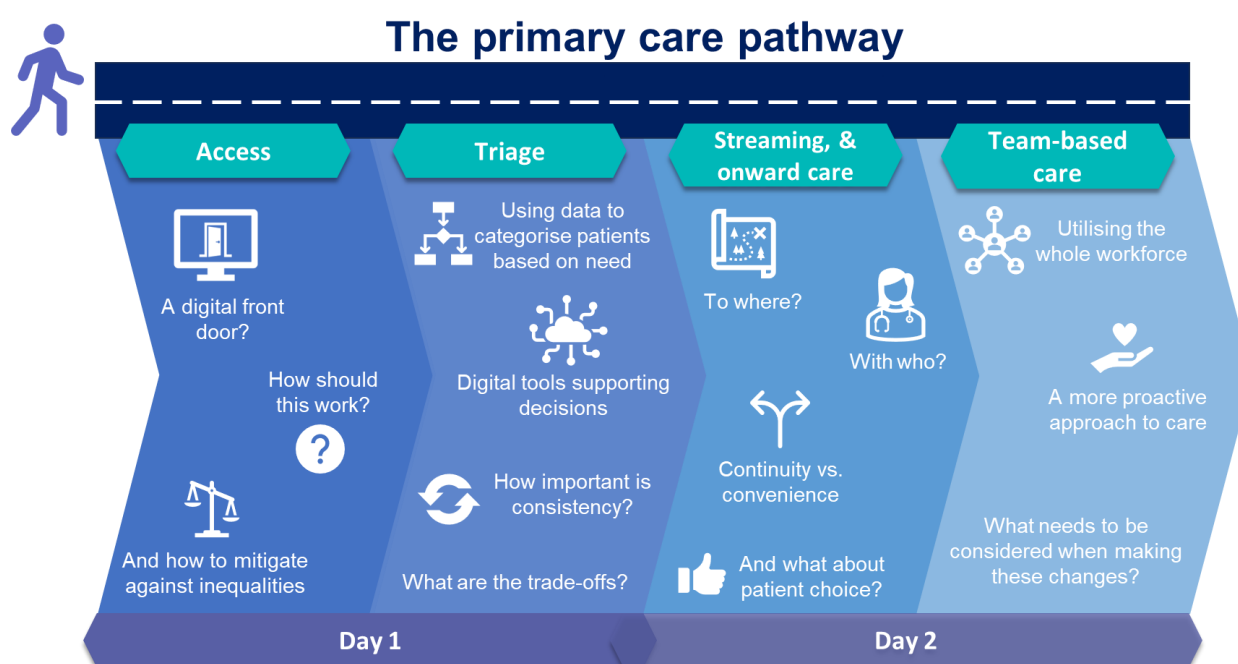 The primary care pathway
Access
A digital front
door?
How should
this work?
?
And how to mitigate
against inequalities
Triage
Using data to
categorise patients
based on need
Digital tools supporting
decisions
How important is
consistency?
What are the trade-offs?
Streaming, &
onward care
To where?
With who?
Continuity vs.
convenience
And what about
patient choice?
Team-based
care
Utilising the
whole workforce
A more proactive
approach to care
What needs to be
considered when making
these changes?
Day 1
Day 2